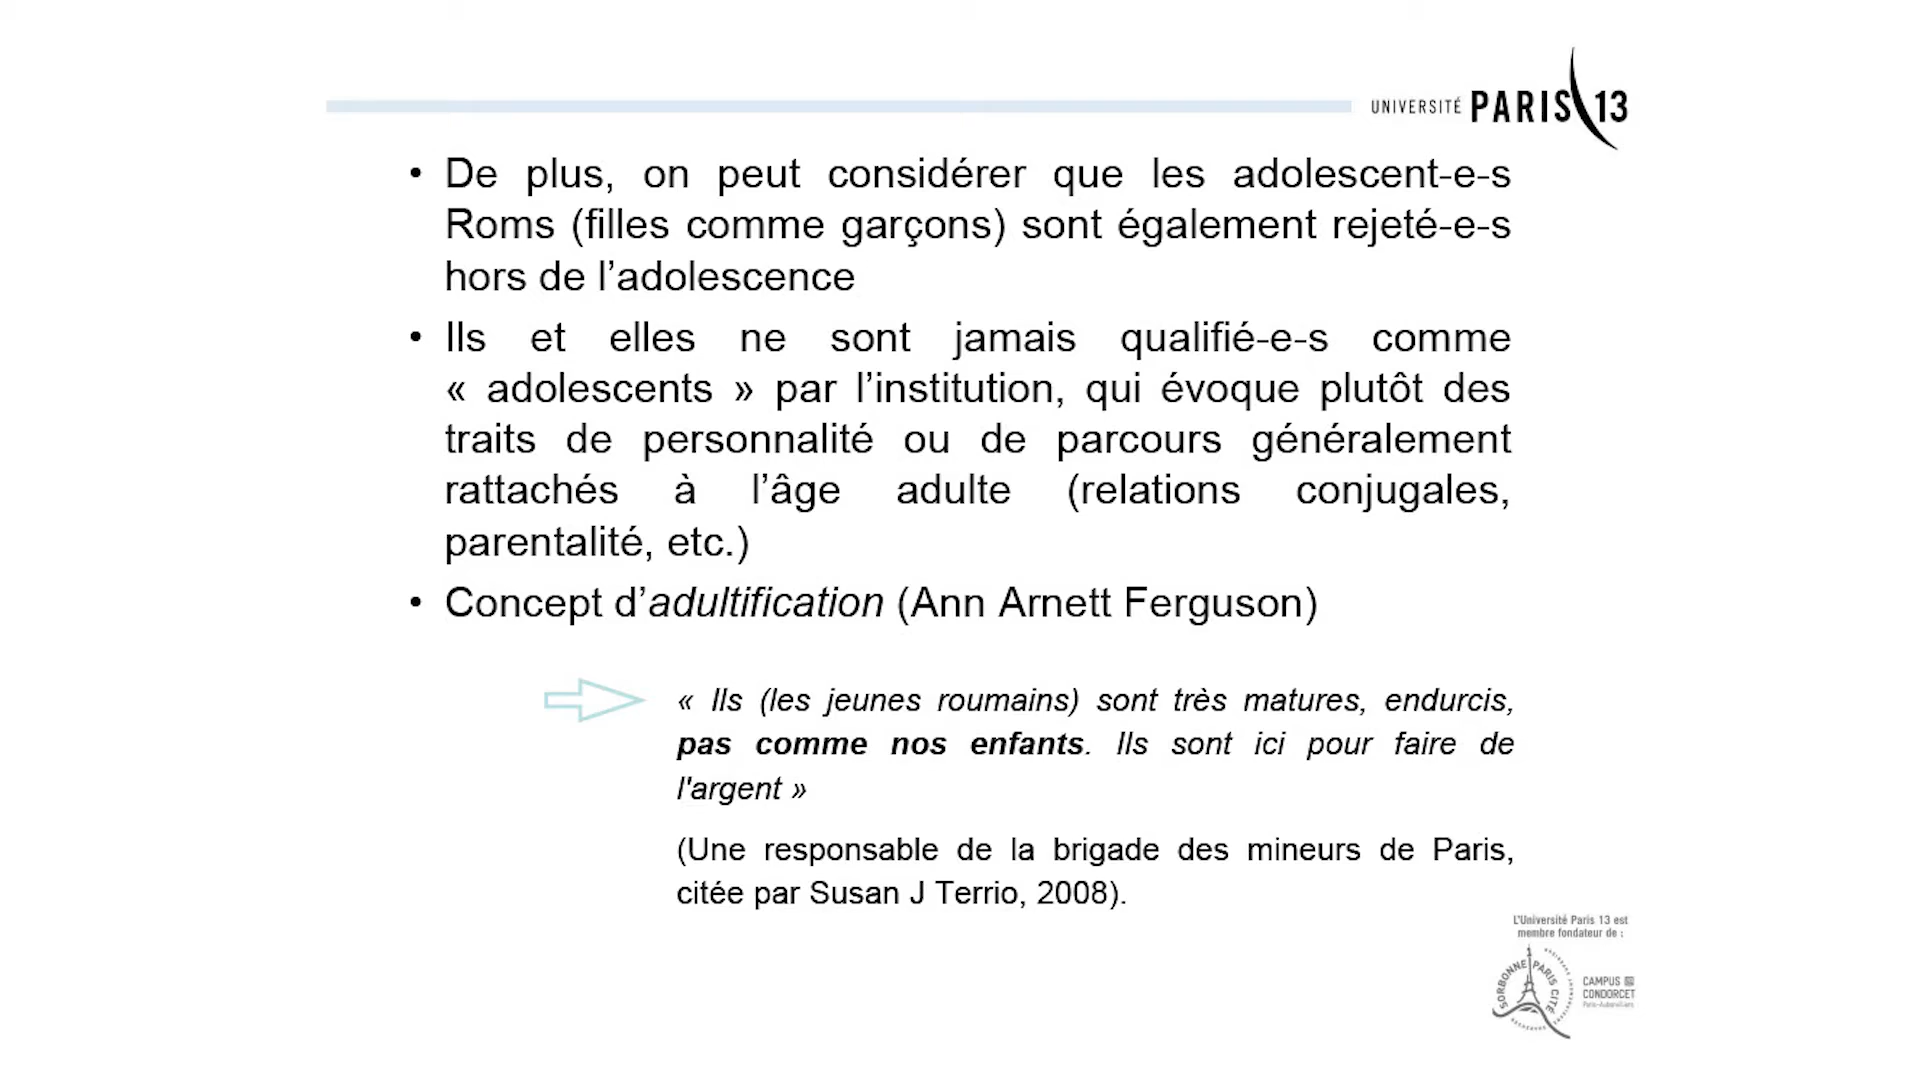 UNIVERSITÉ PARIS 13
• De plus, on peut considérer que les adolescent-e-s
Roms (filles comme garçons) sont également rejeté-e-s
hors de l’adolescence
• Ils et elles ne sont jamais qualifié-e-s comme
« adolescents » par l’institution, qui évoque plutôt des
traits de personnalité ou de parcours généralement
rattachés à l’âge adulte (relations conjugales,
parentalité, etc.)
• Concept d’adultification (Ann Arnett Ferguson)
« Ils (les jeunes roumains) sont très matures, endurcis,
pas comme nos enfants. Ils sont ici pour faire de
l'argent »
(Une responsable de la brigade des mineurs de Paris,
citée par Susan J Terrio, 2008).
L'Université Paris 13 est
membre fondateur de :
SORBONNE PARIS CITÉ
CAMPUS
CONDORCET
Paris-Aubervilliers